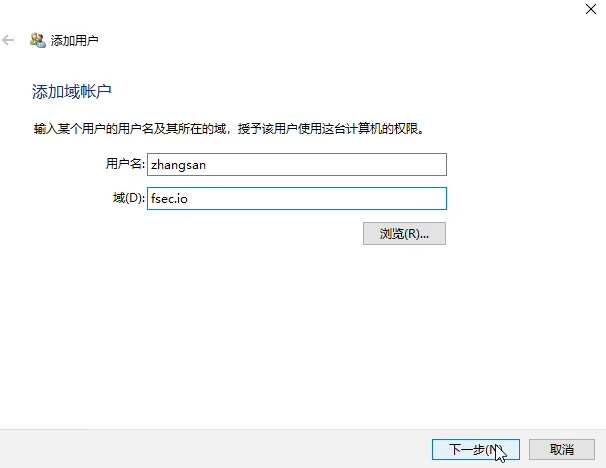 添加用户
添加域帐户
输入某个用户的用户名及其所在的域，授予该用户使用这台计算机的权限。
用户名: zhangsan
域(D): fsec.io
浏览(R)...
下一步(N) 取消